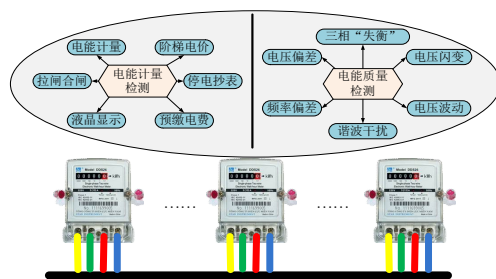 三相“失衡”
电能计量
阶梯电价
电压偏差
电压闪变
拉闸合闸
电能计量
检测
停电抄表
电能质量
检测
液晶显示
预缴电费
频率偏差
电压波动
谐波干扰
kWh
kWh
kWh
……
……